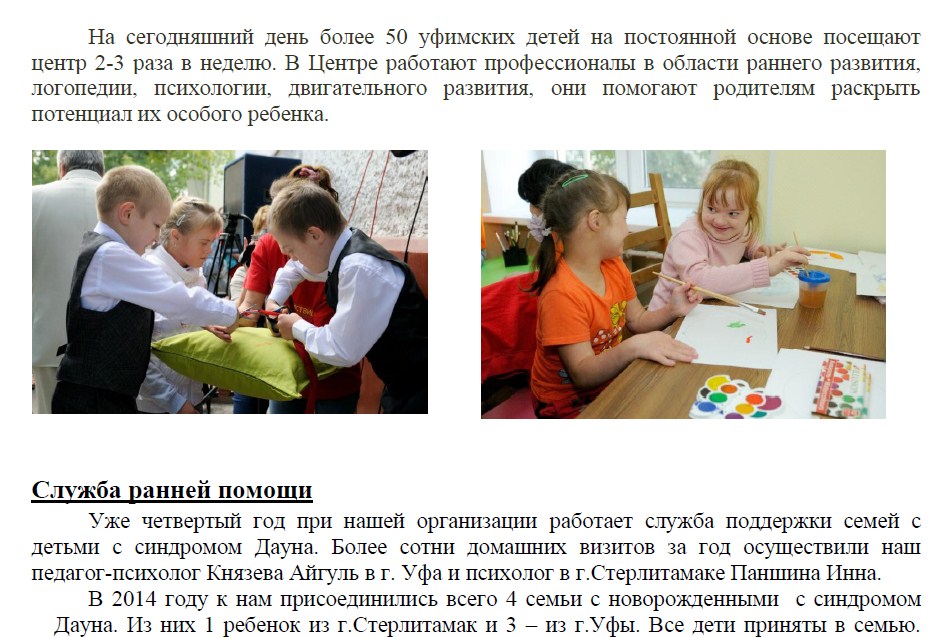 На сегодняшний день более 50 уфимских детей на постоянной основе посещают
центр 2-3 раза в неделю. В Центре работают профессионалы в области раннего развития,
логопедии, психологии, двигательного развития, они помогают родителям раскрыть
потенциал их особого ребенка.
Служба ранней помощи
Уже четвертый год при нашей организации работает служба поддержки семей с
детьми с синдромом Дауна. Более сотни домашних визитов за год осуществили наш
педагог-психолог Князева Айгуль в г. Уфа и психолог в г.Стерлитамаке Паншина Инна.
В 2014 году к нам присоединились всего 4 семьи с новорожденными с синдромом
Дауна. Из них 1 ребенок из г.Стерлитамак и 3 – из г.Уфы. Все дети приняты в семью.